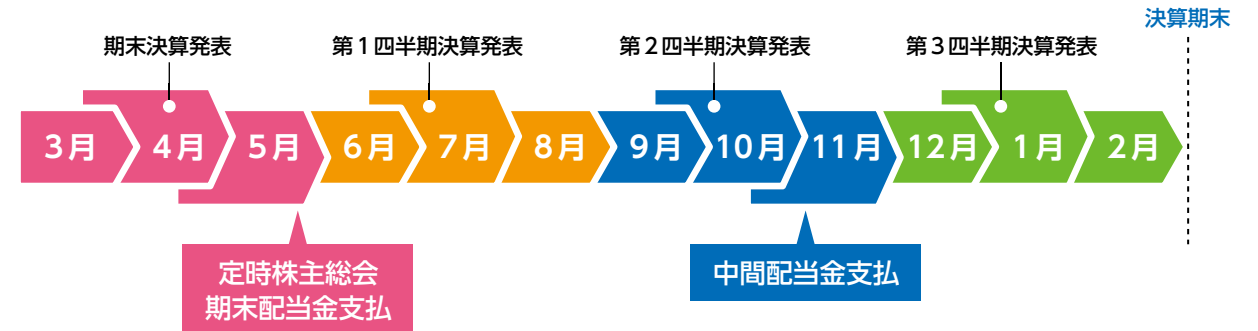 決算期末
期末決算発表
第1四半期決算発表
第2四半期決算発表
第3四半期決算発表
3月
4月
5月
6月
7月
8月
9月
10月
11月
12月
1月
2月
定時株主総会
期末配当金支払
中間配当金支払